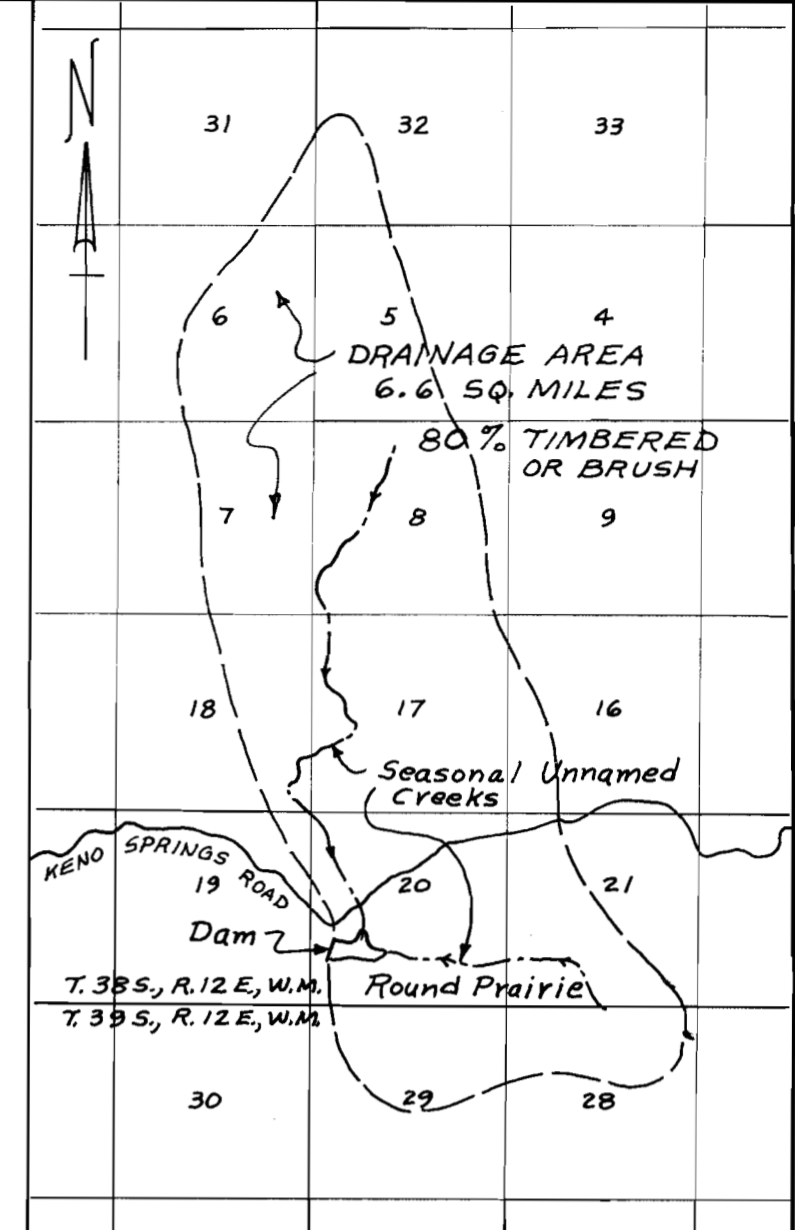 N
31 32 33
6 5 4
DRAINAGE AREA
6.6 SQ. MILES
80% TIMBERED
OR BRUSH
7 8 9
18 17 16
Seasonal Unnamed
Creeks
KENO SPRINGS ROAD
19 20 21
Dam
T. 38 S., R. 12 E., W.M.
Round Prairie
T. 39 S., R. 12 E., W.M.
30 29 28